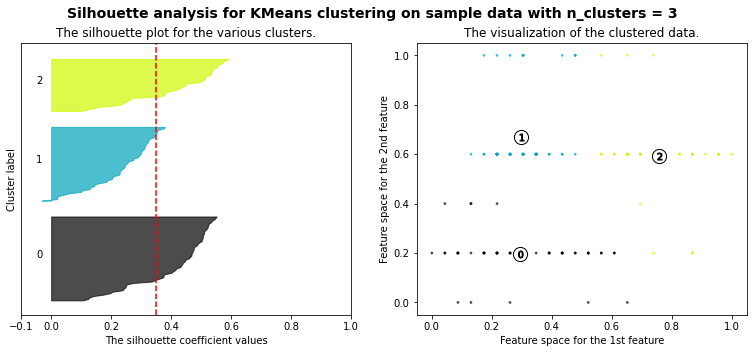 Silhouette analysis for KMeans clustering on sample data with n_clusters = 3
The silhouette plot for the various clusters.
Cluster label
2
1
0
−0.1 0.0 0.2 0.4 0.6 0.8 1.0
The silhouette coefficient values
The visualization of the clustered data.
Feature space for the 2nd feature
1.0
0.8
0.6
0.4
0.2
0.0
1
2
0
0.0 0.2 0.4 0.6 0.8 1.0
Feature space for the 1st feature